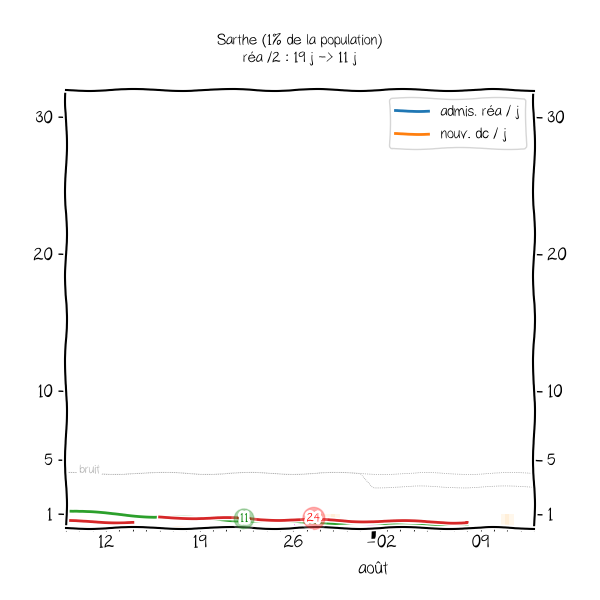 Sarthe (1% de la population)
réa /2 : 19 j -> 11 j
admis. réa / j
nouv. dc / j
30
30
20
20
10
10
5
5
bruit
1
11
24
1
12
19
26
02
09
août